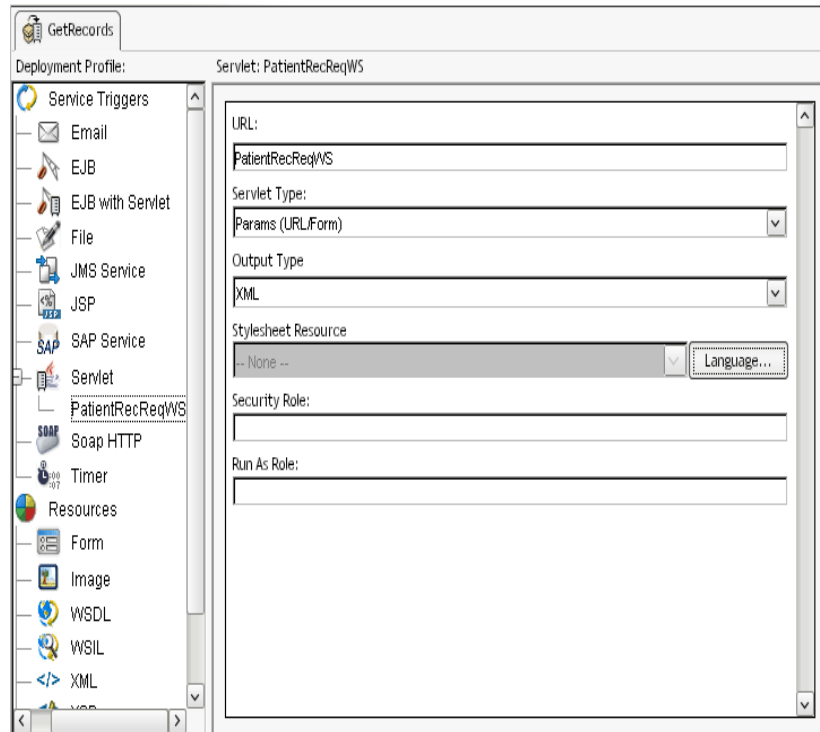 GetRecords
Deployment Profile:
Servlet: PatientRecReqWS
Service Triggers
Email
EJB
EJB with Servlet
File
JMS Service
JSP
SAP Service
Servlet
PatientRecReqWS
Soap HTTP
Timer
Resources
Form
Image
WSDL
WSIL
XML
URL:
PatientRecReqWS
Servlet Type:
Params (URL/Form)
Output Type
XML
Stylesheet Resource
-- None --
Language...
Security Role:
Run As Role: